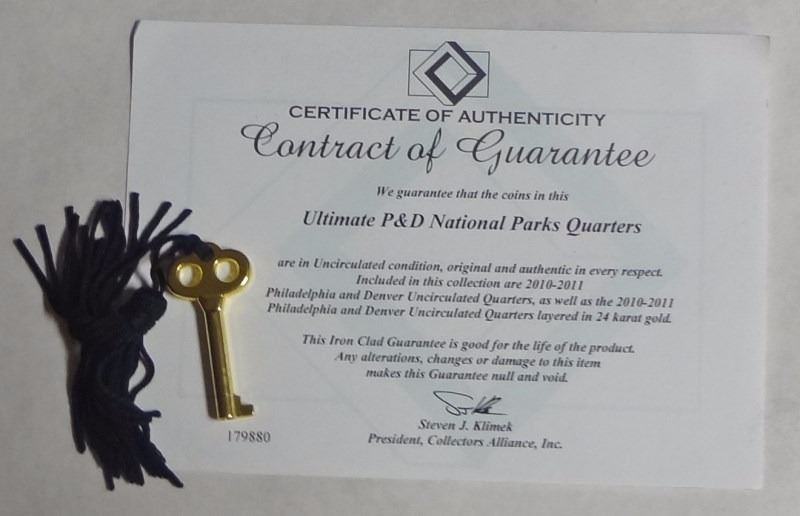 CERTIFICATE OF AUTHENTICITY
Contract of Guarantee
We guarantee that the coins in this
Ultimate P&D National Parks Quarters
are in Uncirculated condition, original and authentic in every respect.
Included in this collection are 2010-2011
Philadelphia and Denver Uncirculated Quarters, as well as the 2010-2011
Philadelphia and Denver Uncirculated Quarters layered in 24 karat gold.
This Iron Clad Guarantee is good for the life of the product.
Any alterations, changes or damage to this item
makes this Guarantee null and void.
Steven J. Klimek
President, Collectors Alliance, Inc.
179880